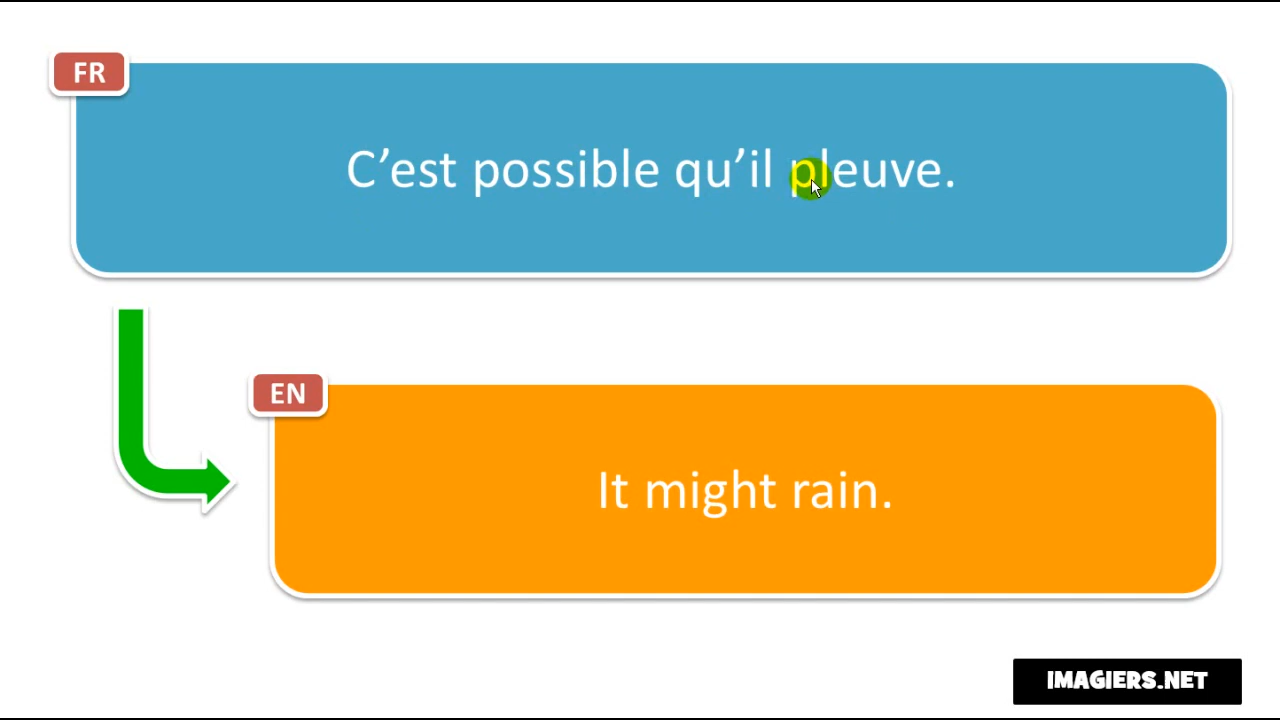 FR
C’est possible qu’il pleuve.
EN
It might rain.
IMAGIERS.NET